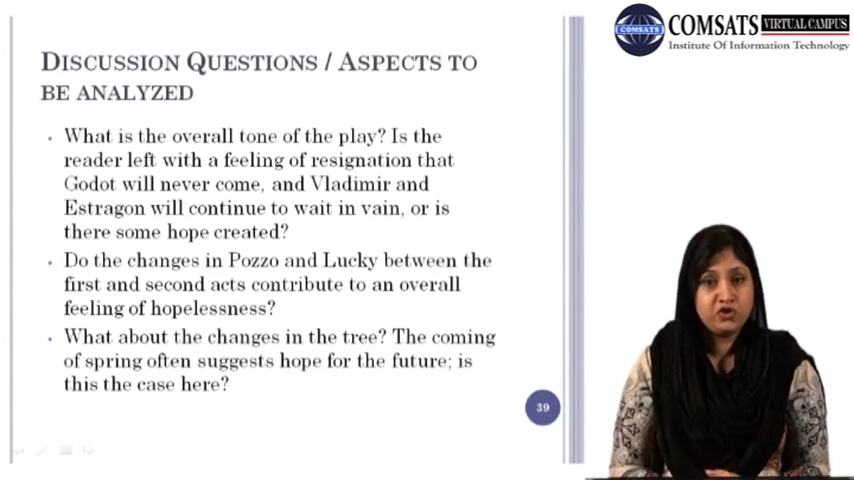 DISCUSSION QUESTIONS / ASPECTS TO
BE ANALYZED
• What is the overall tone of the play? Is the
reader left with a feeling of resignation that
Godot will never come, and Vladimir and
Estragon will continue to wait in vain, or is
there some hope created?
• Do the changes in Pozzo and Lucky between the
first and second acts contribute to an overall
feeling of hopelessness?
• What about the changes in the tree? The coming
of spring often suggests hope for the future; is
this the case here?
39
COMSATS
COMSATS VIRTUAL CAMPUS
Institute Of Information Technology